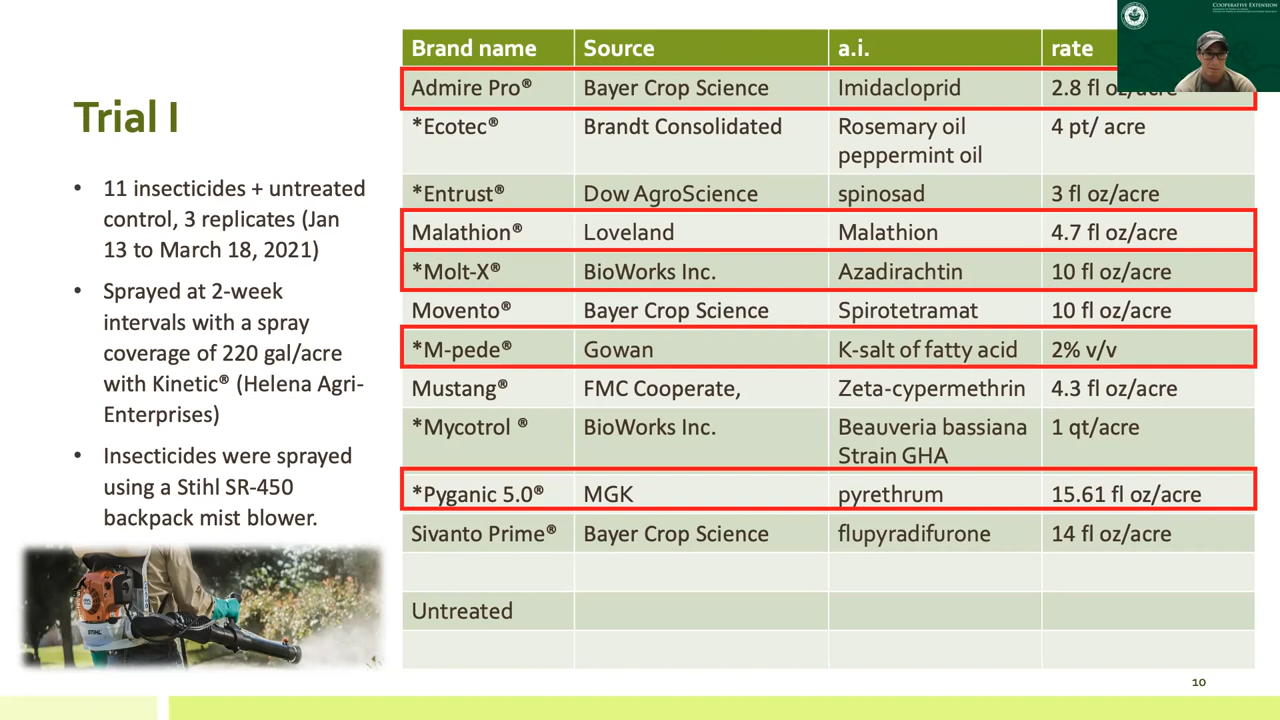 Trial I
• 11 insecticides + untreated
control, 3 replicates (Jan
13 to March 18, 2021)
• Sprayed at 2-week
intervals with a spray
coverage of 220 gal/acre
with Kinetic® (Helena Agri-
Enterprises)
• Insecticides were sprayed
using a Stihl SR-450
backpack mist blower.
STIHL
Brand name Source a.i. rate
Admire Pro® Bayer Crop Science Imidacloprid 2.8 fl oz/acre
*Ecotec® Brandt Consolidated Rosemary oil 4 pt/ acre
peppermint oil
*Entrust® Dow AgroScience spinosad 3 fl oz/acre
Malathion® Loveland Malathion 4.7 fl oz/acre
*Molt-X® BioWorks Inc. Azadirachtin 10 fl oz/acre
Movento® Bayer Crop Science Spirotetramat 10 fl oz/acre
*M-pede® Gowan K-salt of fatty acid 2% v/v
Mustang® FMC Cooperate, Zeta-cypermethrin 4.3 fl oz/acre
*Mycotrol ® BioWorks Inc. Beauveria bassiana 1 qt/acre
Strain GHA
*Pyganic 5.0® MGK pyrethrum 15.61 fl oz/acre
Sivanto Prime® Bayer Crop Science flupyradifurone 14 fl oz/acre
Untreated
Cooperative Extension
10